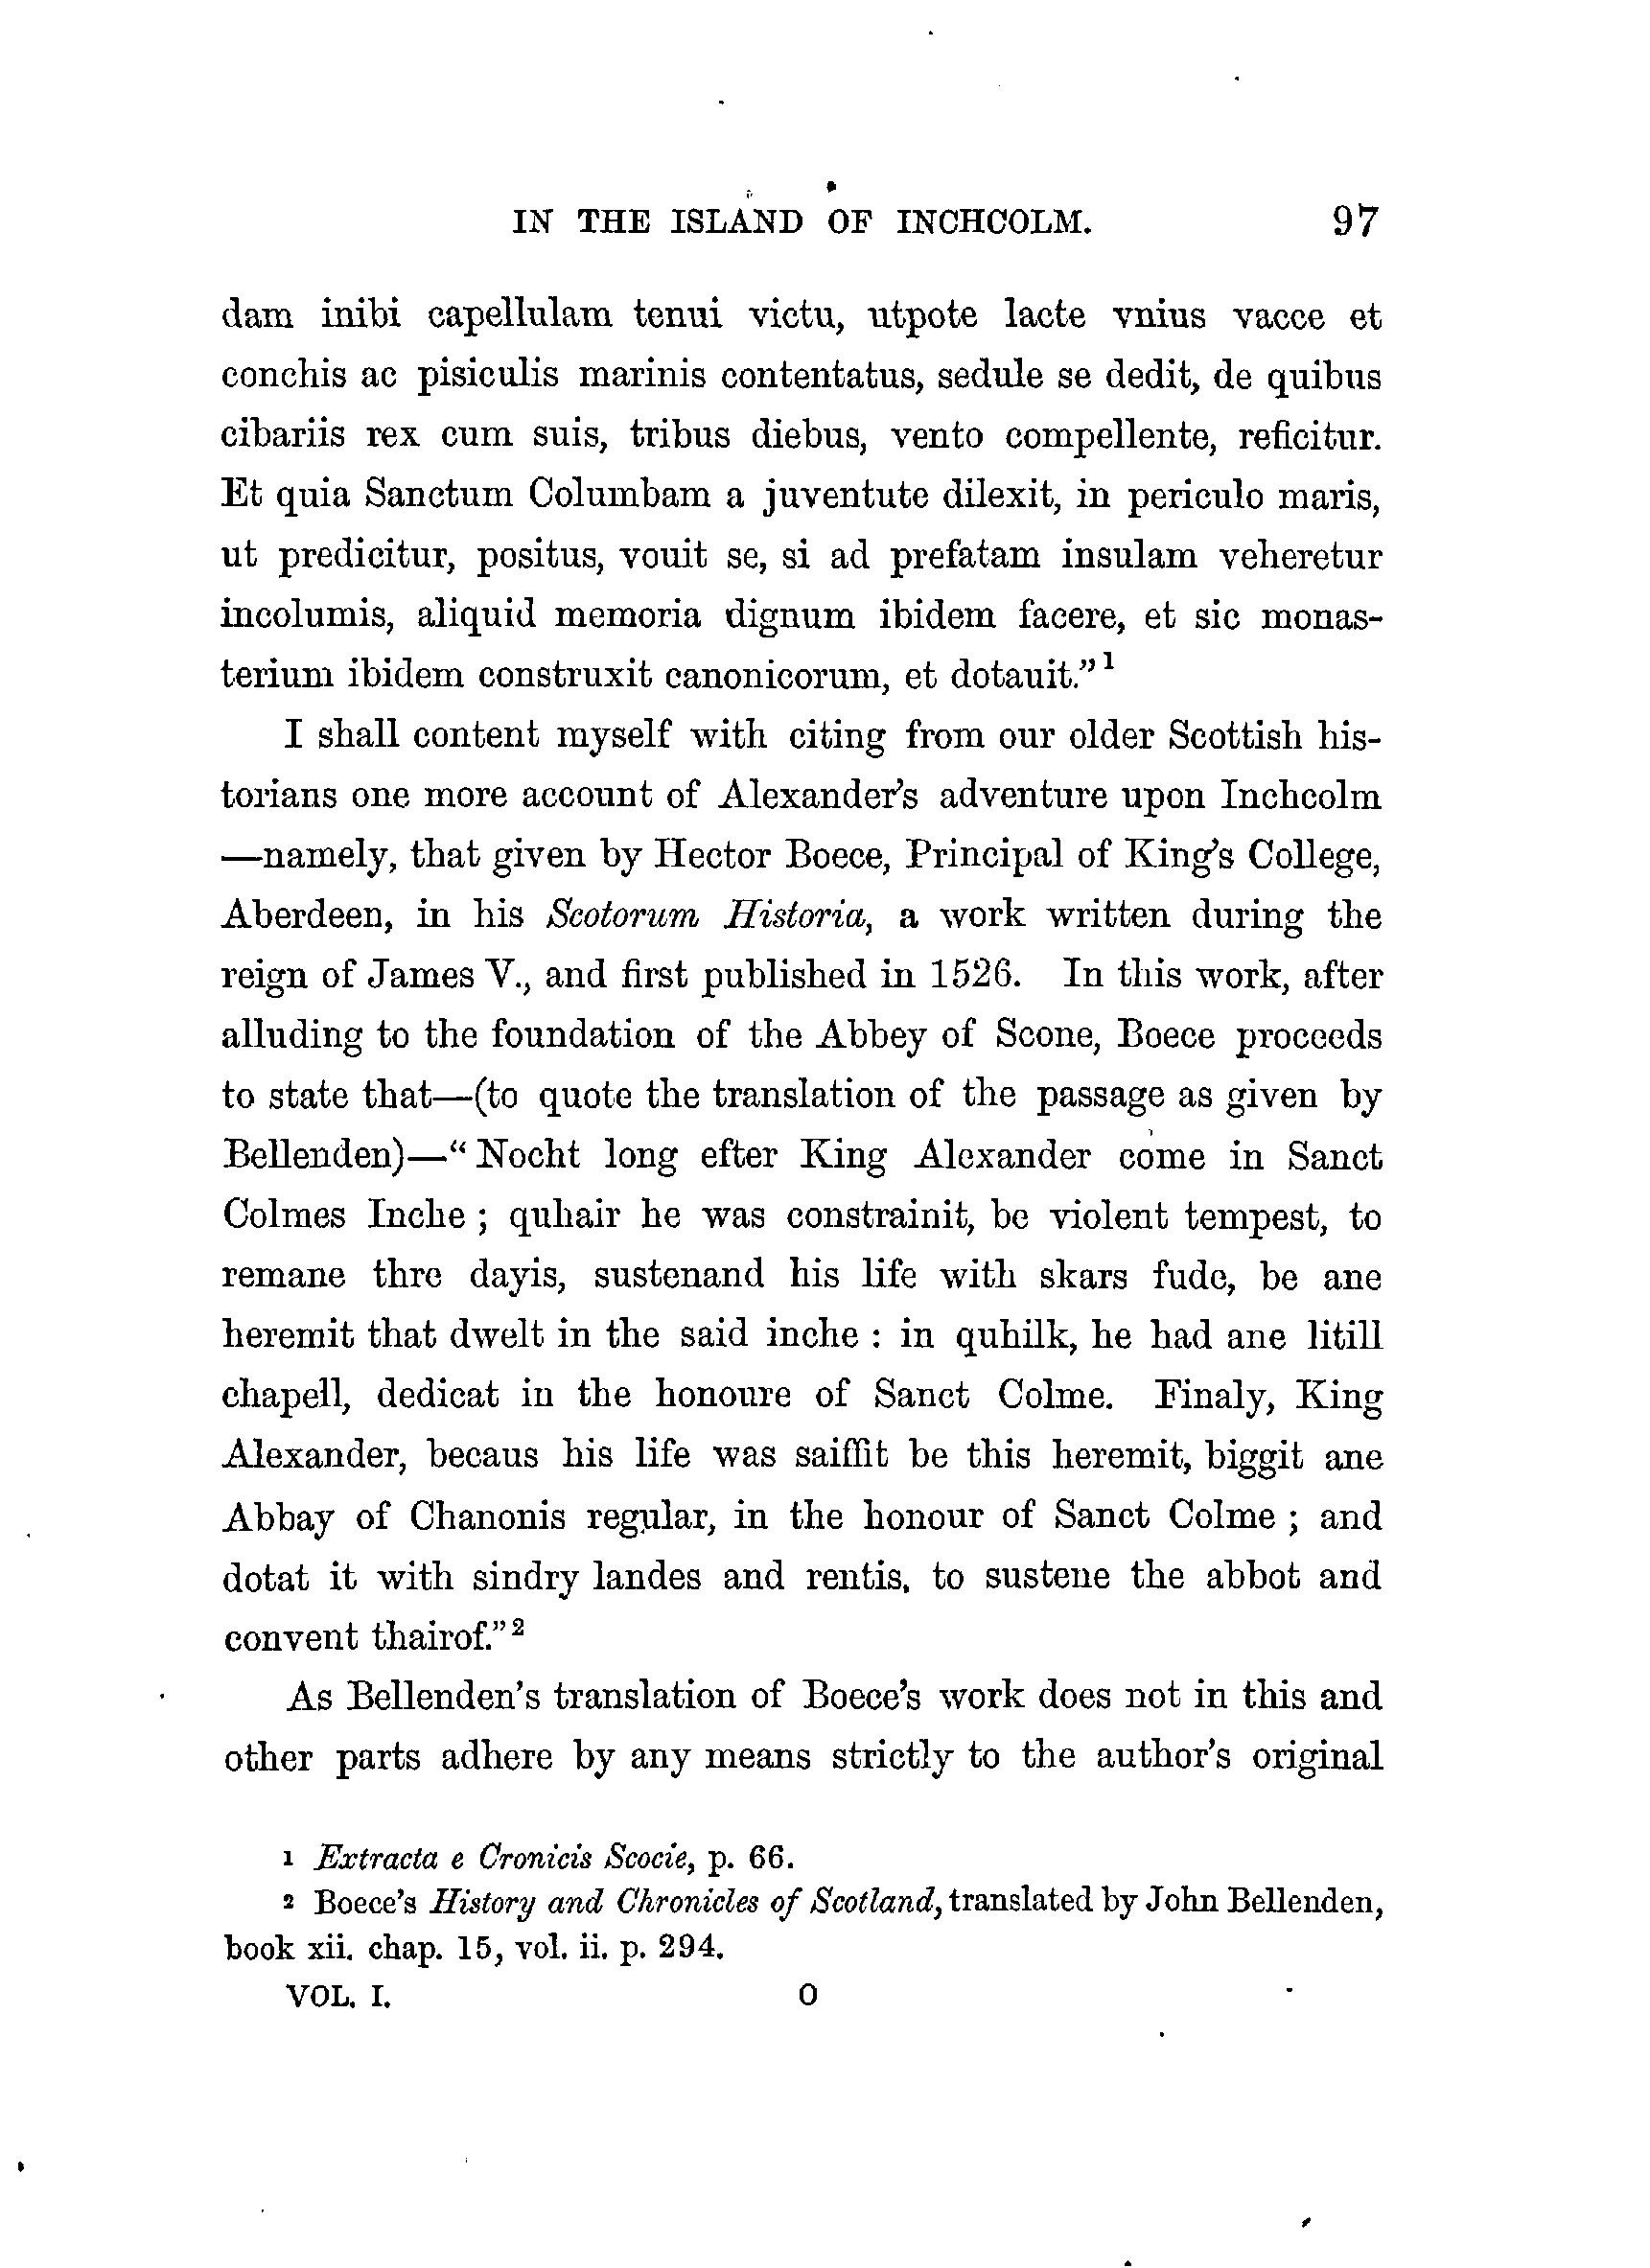 IN THE ISLAND OF INCHCOLM. 97
dam inibi capellulam tenui victu, utpote lacte vnius vacce et
conchis ac pisiculis marinis contentatus, sedule se dedit, de quibus
cibariis rex cum suis, tribus diebus, vento compellente, reficitur.
Et quia Sanctum Columbam a juventute dilexit, in periculo maris,
ut predicitur, positus, vouit se, si ad prefatam insulam veheretur
incolumis, aliquid memoria dignum ibidem facere, et sic monas-
terium ibidem construxit canonicorum, et dotauit.” 1
I shall content myself with citing from our older Scottish his-
torians one more account of Alexander’s adventure upon Inchcolm
—namely, that given by Hector Boece, Principal of King’s College,
Aberdeen, in his Scotorum Historia, a work written during the
reign of James V., and first published in 1526. In this work, after
alluding to the foundation of the Abbey of Scone, Boece proceeds
to state that—(to quote the translation of the passage as given by
Bellenden)—“ Nocht long efter King Alexander come in Sanct
Colmes Inche ; quhair he was constrainit, be violent tempest, to
remane thre dayis, sustenand his life with skars fude, be ane
heremit that dwelt in the said inche : in quhilk, he had ane litill
chapell, dedicat in the honoure of Sanct Colme. Finaly, King
Alexander, becaus his life was saiffit be this heremit, biggit ane
Abbay of Chanonis regular, in the honour of Sanct Colme ; and
dotat it with sindry landes and rentis, to sustene the abbot and
convent thairof.” 2
As Bellenden’s translation of Boece’s work does not in this and
other parts adhere by any means strictly to the author’s original
1 Extracta e Cronicis Scocie, p. 66.
2 Boece’s History and Chronicles of Scotland, translated by John Bellenden,
book xii. chap. 15, vol. ii. p. 294.
VOL. I. O